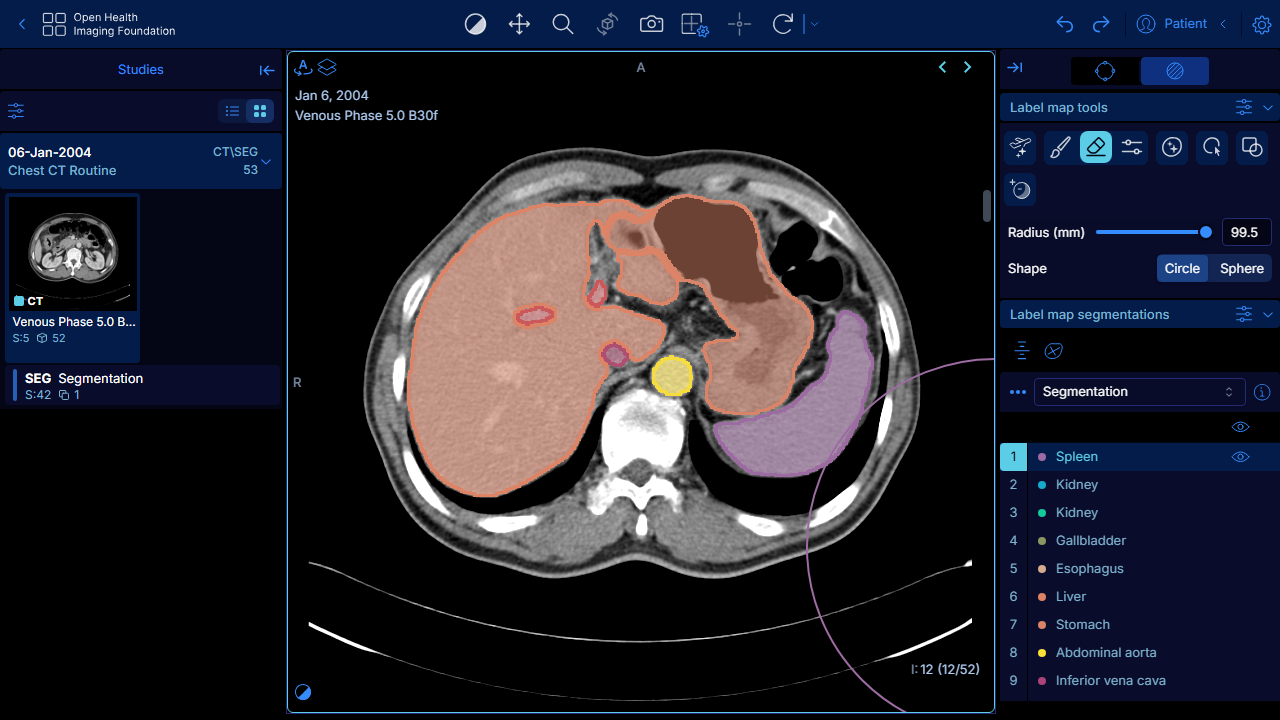 Open Health
Imaging Foundation
Patient
Studies
06-Jan-2004
CT\SEG
Chest CT Routine
53
CT
Venous Phase 5.0 B...
S:5
52
SEG Segmentation
S:42
1
A
A
Jan 6, 2004
Venous Phase 5.0 B30f
R
I: 12 (12/52)
Label map tools
Radius (mm)
99.5
Shape
Circle
Sphere
Label map segmentations
Segmentation
1 Spleen
2 Kidney
3 Kidney
4 Gallbladder
5 Esophagus
6 Liver
7 Stomach
8 Abdominal aorta
9 Inferior vena cava